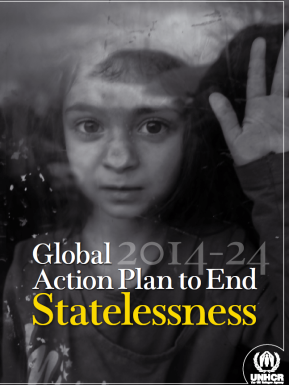 Global 2014-24
Action Plan to End
Statelessness
UNHCR